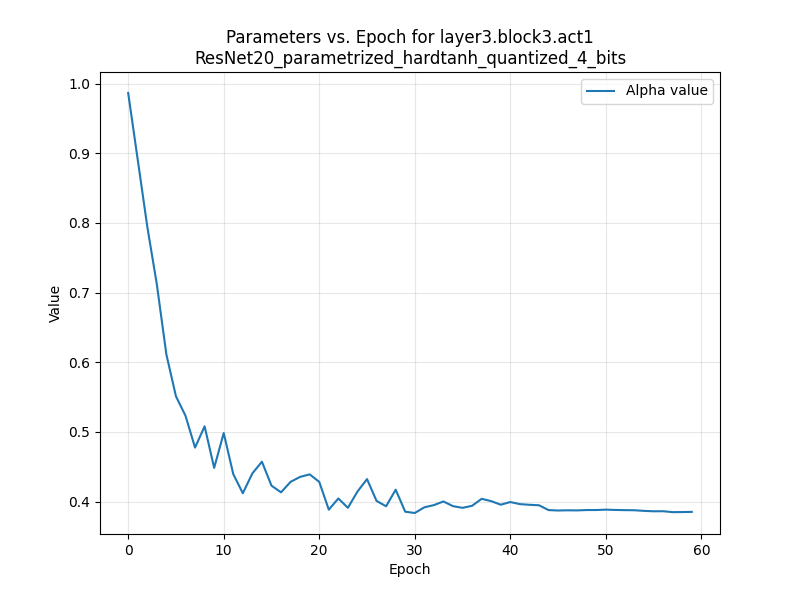 Parameters vs. Epoch for layer3.block3.act1
ResNet20_parametrized_hardtanh_quantized_4_bits
Alpha value
1.0
0.9
0.8
0.7
0.6
0.5
0.4
Value
0 10 20 30 40 50 60
Epoch